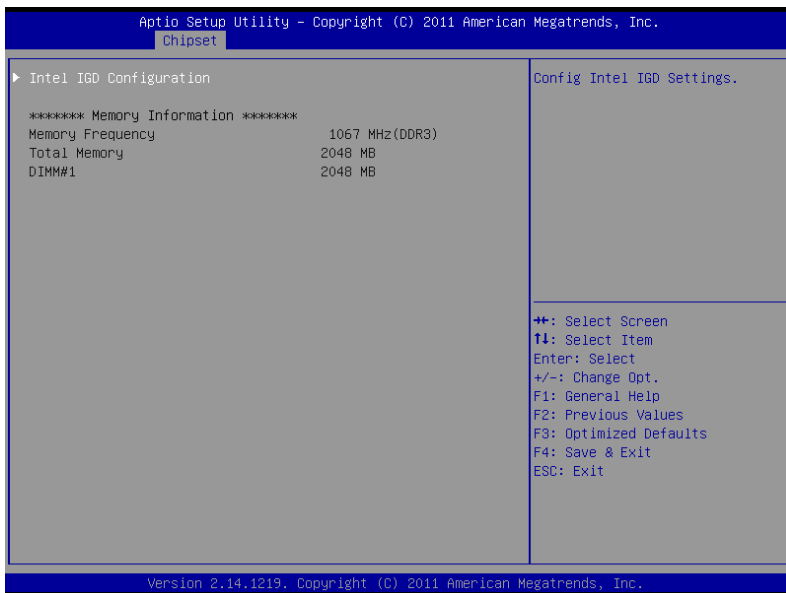 Aptio Setup Utility – Copyright (C) 2011 American Megatrends, Inc.
Chipset
▶ Intel IGD Configuration
******* Memory Information *******
Memory Frequency 1067 MHz(DDR3)
Total Memory 2048 MB
DIMM#1 2048 MB
Config Intel IGD Settings.
→←: Select Screen
↑↓: Select Item
Enter: Select
+/-: Change Opt.
F1: General Help
F2: Previous Values
F3: Optimized Defaults
F4: Save & Exit
ESC: Exit
Version 2.14.1219. Copyright (C) 2011 American Megatrends, Inc.